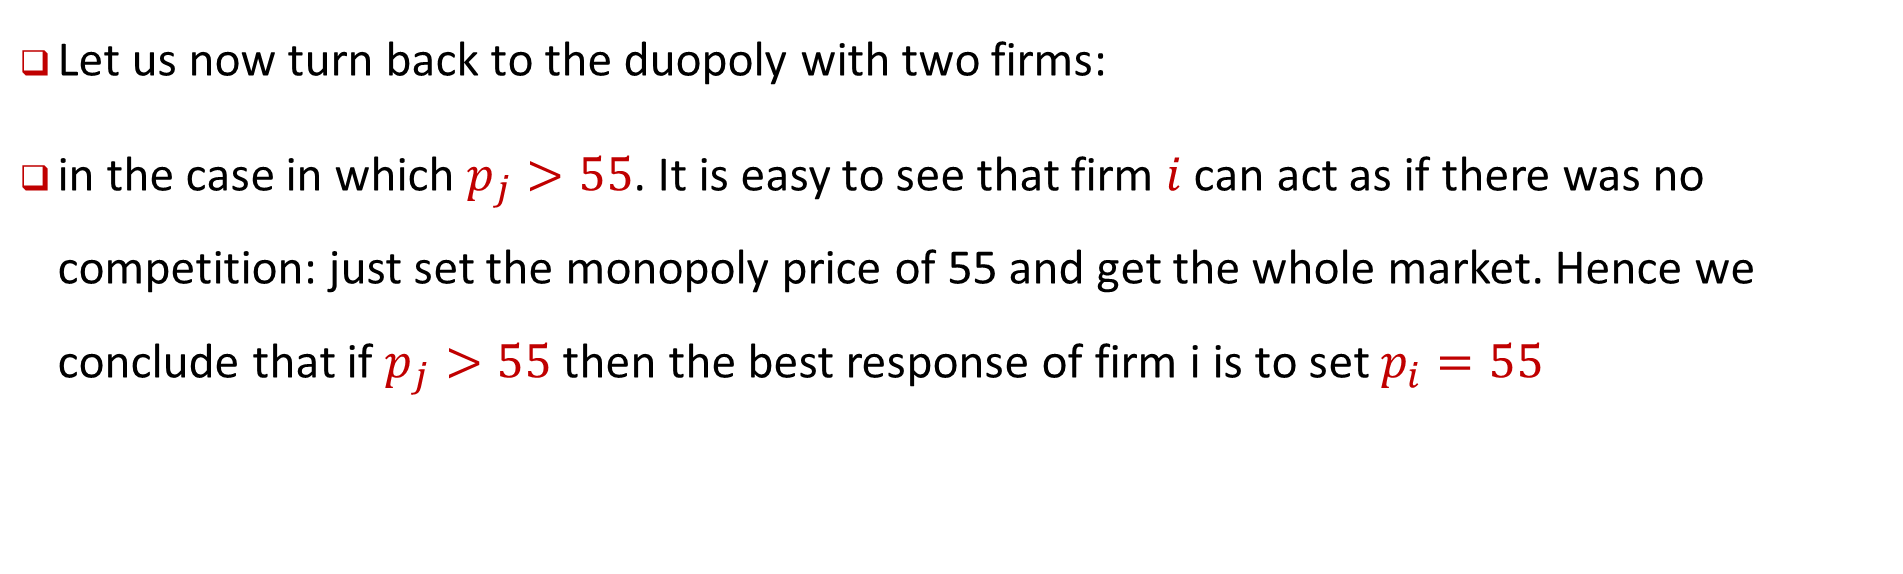 ❑ Let us now turn back to the duopoly with two firms:
❑ in the case in which p_j > 55. It is easy to see that firm i can act as if there was no
competition: just set the monopoly price of 55 and get the whole market. Hence we
conclude that if p_j > 55 then the best response of firm i is to set p_i = 55